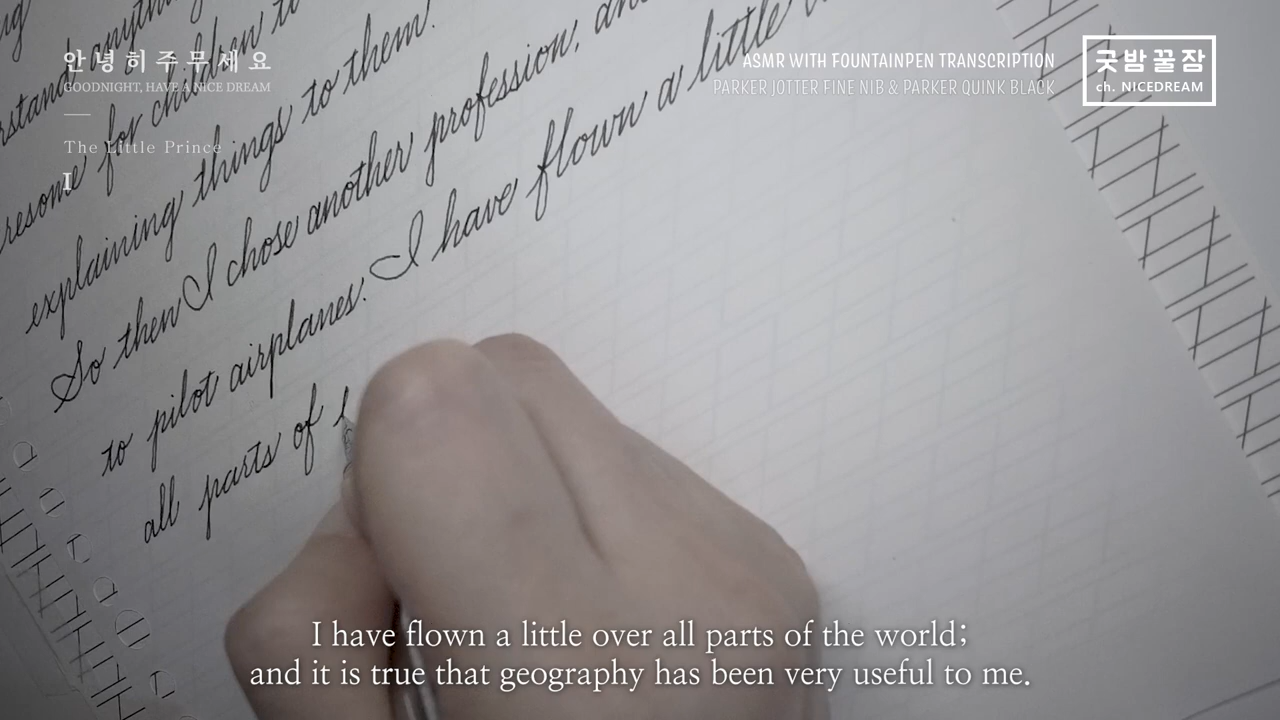 안녕히주무세요
GOODNIGHT, HAVE A NICE DREAM
The Little Prince
I
ASMR WITH FOUNTAINPEN TRANSCRIPTION
PARKER JOTTER FINE NIB & PARKER QUINK BLACK
굿밤꿀잠
ch. NICEDREAM
for children to
explaining things to them.
So then I chose another profession, and
to pilot airplanes. I have flown a little
all parts of
I have flown a little over all parts of the world;
and it is true that geography has been very useful to me.